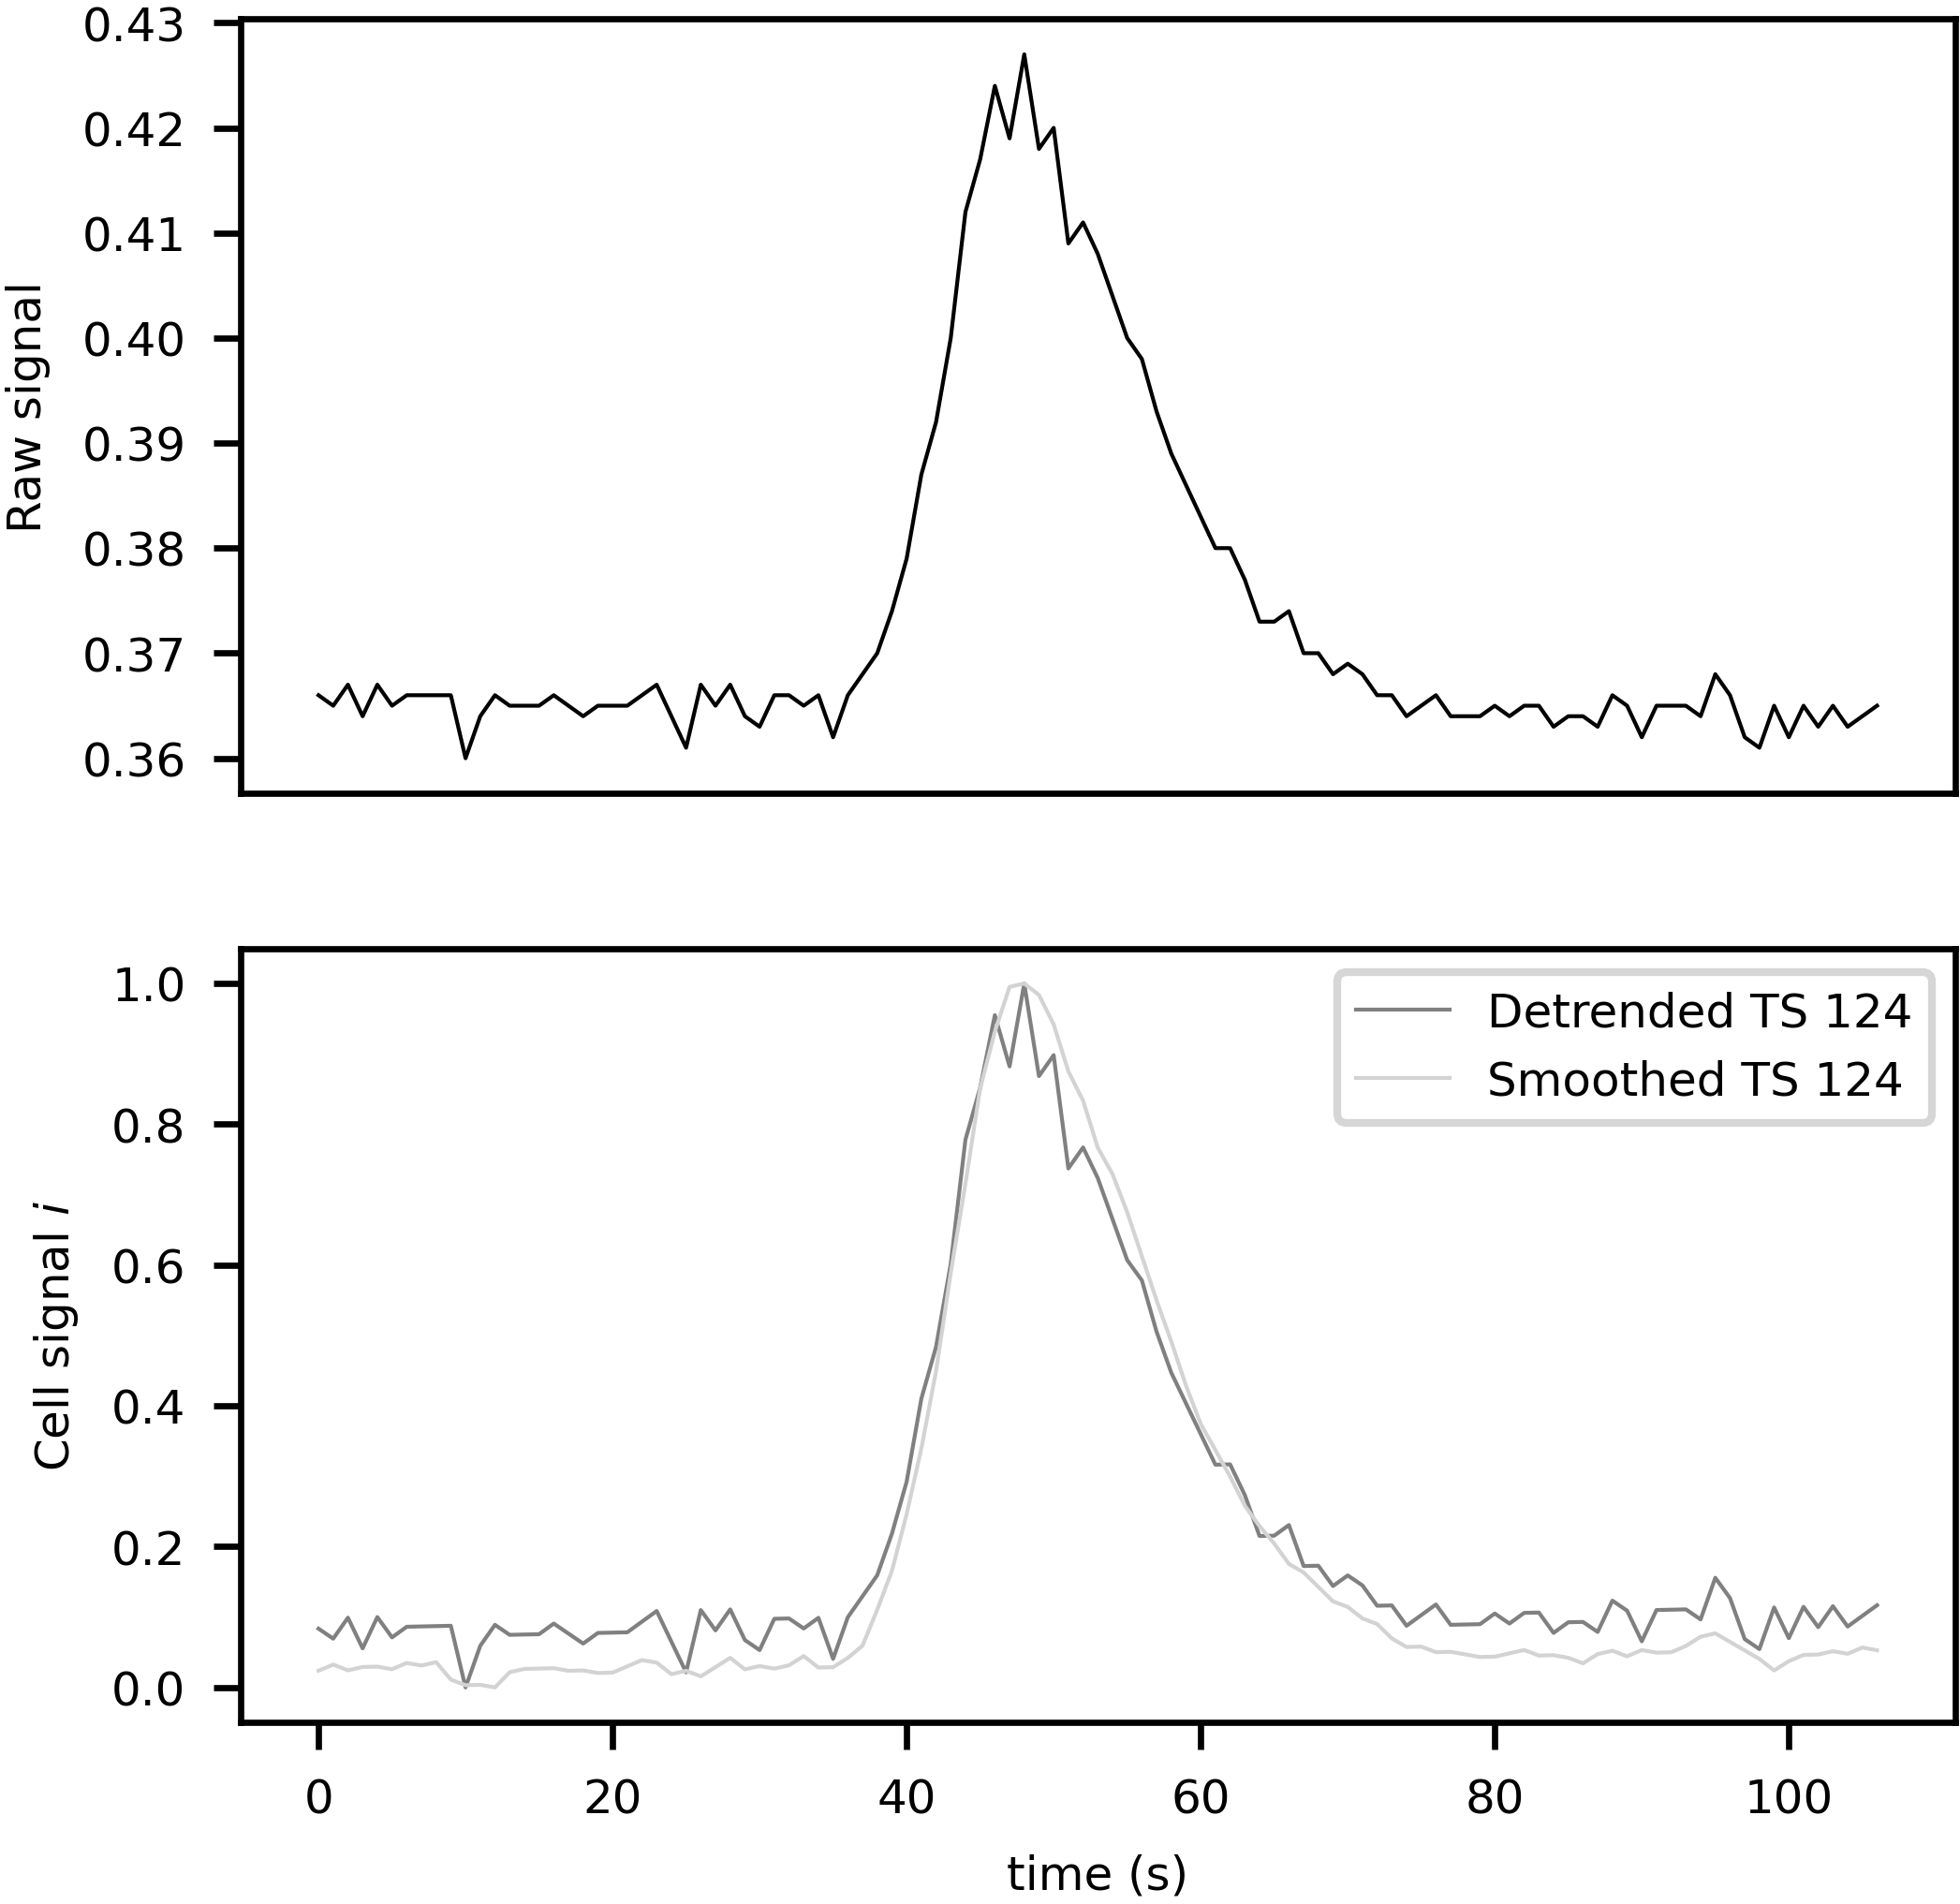 0.43
0.42
0.41
0.40
0.39
0.38
0.37
0.36
Raw signal
1.0
0.8
0.6
0.4
0.2
0.0
Cell signal i
Detrended TS 124
Smoothed TS 124
0 20 40 60 80 100
time (s)